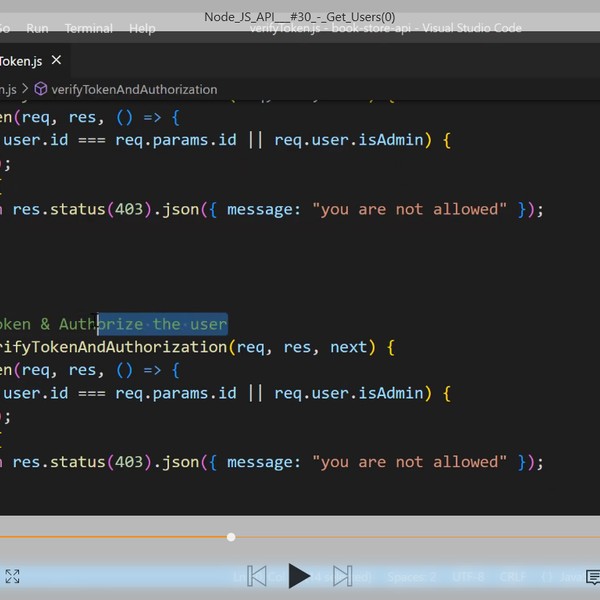 Node_JS_API___#30_-_Get_Users(0)
Go Run Terminal Help verifyToken.js - book-store-api - Visual Studio Code
Token.js ×
n.js > verifyTokenAndAuthorization
en(req, res, () => {
user.id === req.params.id || req.user.isAdmin) {
);
{
n res.status(403).json({ message: "you are not allowed" });
oken & Authorize the user
rifyTokenAndAuthorization(req, res, next) {
en(req, res, () => {
user.id === req.params.id || req.user.isAdmin) {
);
{
n res.status(403).json({ message: "you are not allowed" });
Spaces: 2 UTF-8 CRLF